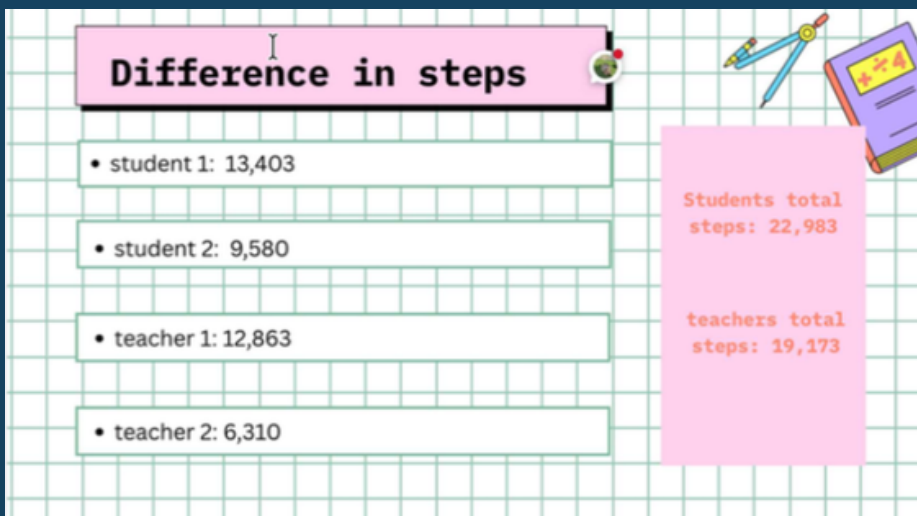 Difference in steps
• student 1: 13,403
• student 2: 9,580
• teacher 1: 12,863
• teacher 2: 6,310
Students total
steps: 22,983
teachers total
steps: 19,173
+÷4